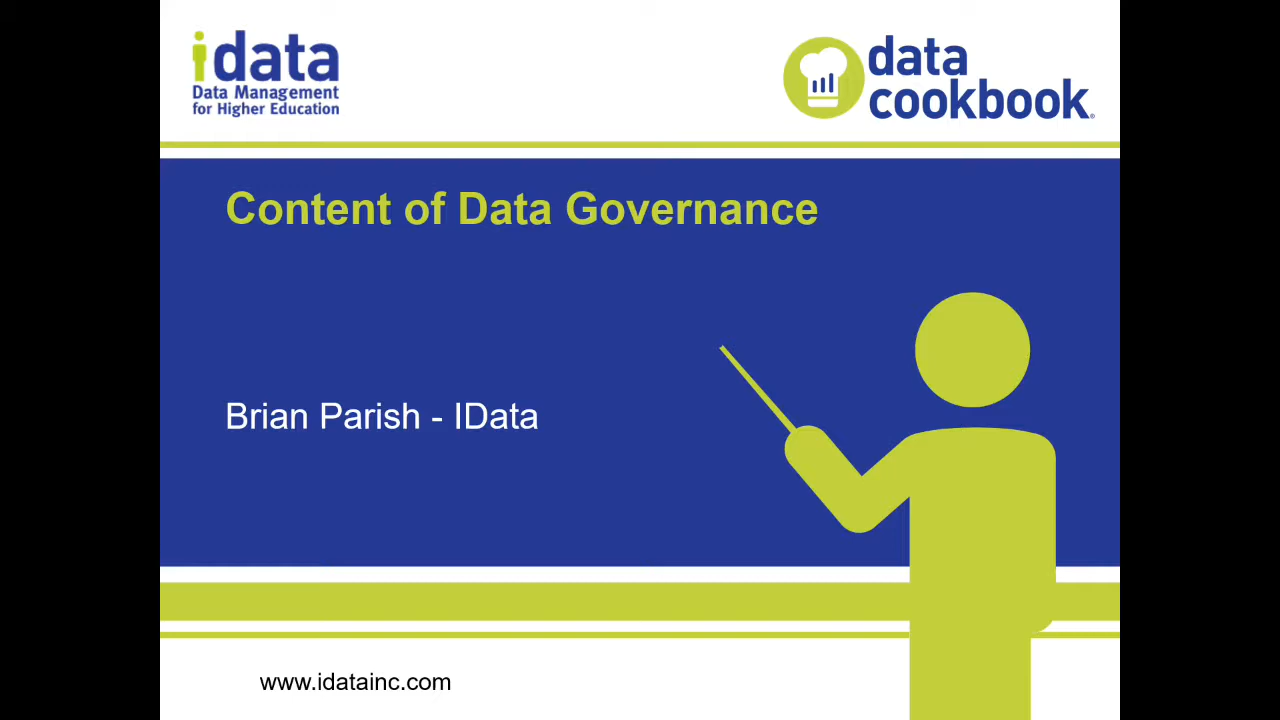 idata
Data Management
for Higher Education
data
cookbook®
Content of Data Governance
Brian Parish - IData
www.idatainc.com